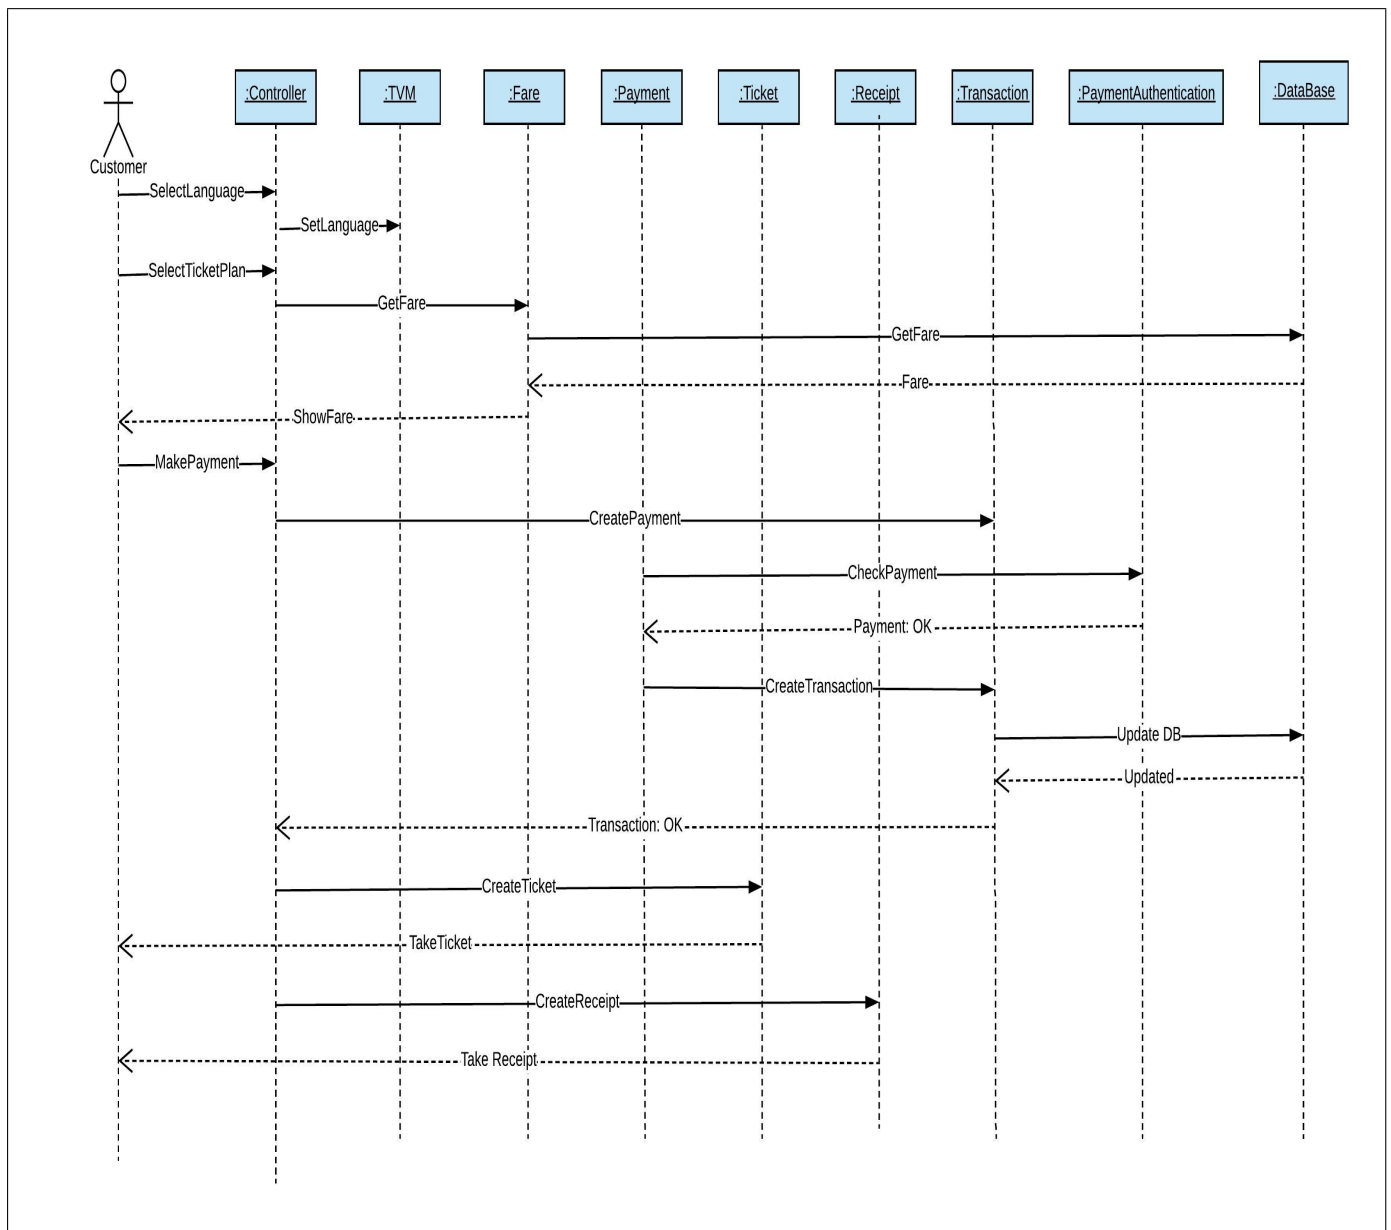 :Controller
:TVM
:Fare
:Payment
:Ticket
:Receipt
:Transaction
:PaymentAuthentication
:DataBase
Customer
SelectLanguage
SetLanguage
SelectTicketPlan
GetFare
GetFare
Fare
ShowFare
MakePayment
CreatePayment
CheckPayment
Payment: OK
CreateTransaction
Update DB
Updated
Transaction: OK
CreateTicket
TakeTicket
CreateReceipt
Take Receipt